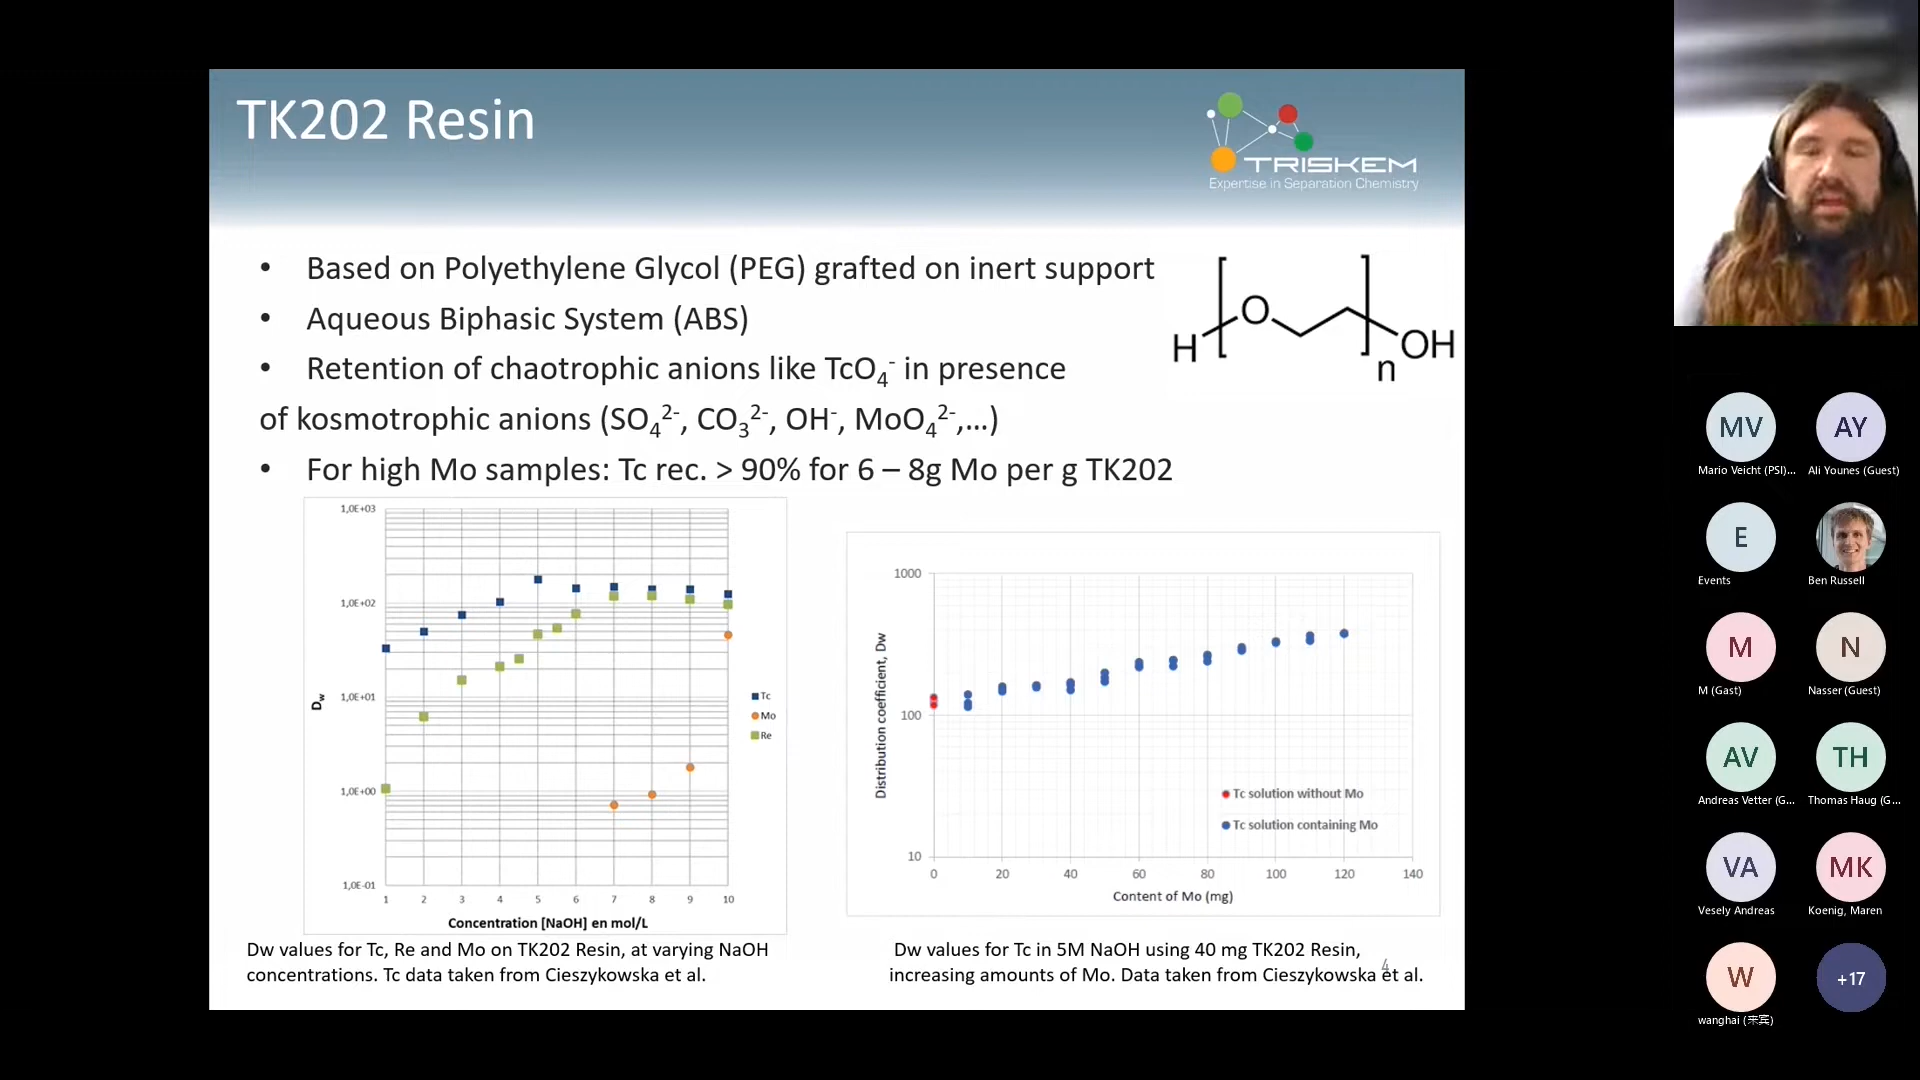 TK202 Resin
TRISKEM
Expertise in Separation Chemistry
• Based on Polyethylene Glycol (PEG) grafted on inert support
• Aqueous Biphasic System (ABS)
• Retention of chaotrophic anions like TcO4- in presence
of kosmotrophic anions (SO4 2-, CO3 2-, OH-, MoO4 2-,...)
• For high Mo samples: Tc rec. > 90% for 6 – 8g Mo per g TK202
H
O
n
OH
1,0E+03
1,0E+02
1,0E+01
1,0E+00
1,0E-01
Dw
1 2 3 4 5 6 7 8 9 10
Concentration [NaOH] en mol/L
Tc
Mo
Re
Dw values for Tc, Re and Mo on TK202 Resin, at varying NaOH
concentrations. Tc data taken from Cieszykowska et al.
1000
100
10
Distribution coefficient, Dw
0 20 40 60 80 100 120 140
Content of Mo (mg)
Tc solution without Mo
Tc solution containing Mo
Dw values for Tc in 5M NaOH using 40 mg TK202 Resin,
increasing amounts of Mo. Data taken from Cieszykowska et al.
4
MV AY
Mario Veicht (PSI)... Ali Younes (Guest)
E
Events Ben Russell
M N
M (Gast) Nasser (Guest)
AV TH
Andreas Vetter (G... Thomas Haug (G...
VA MK
Vesely Andreas Koenig, Maren
W +17
wanghai (来宾)